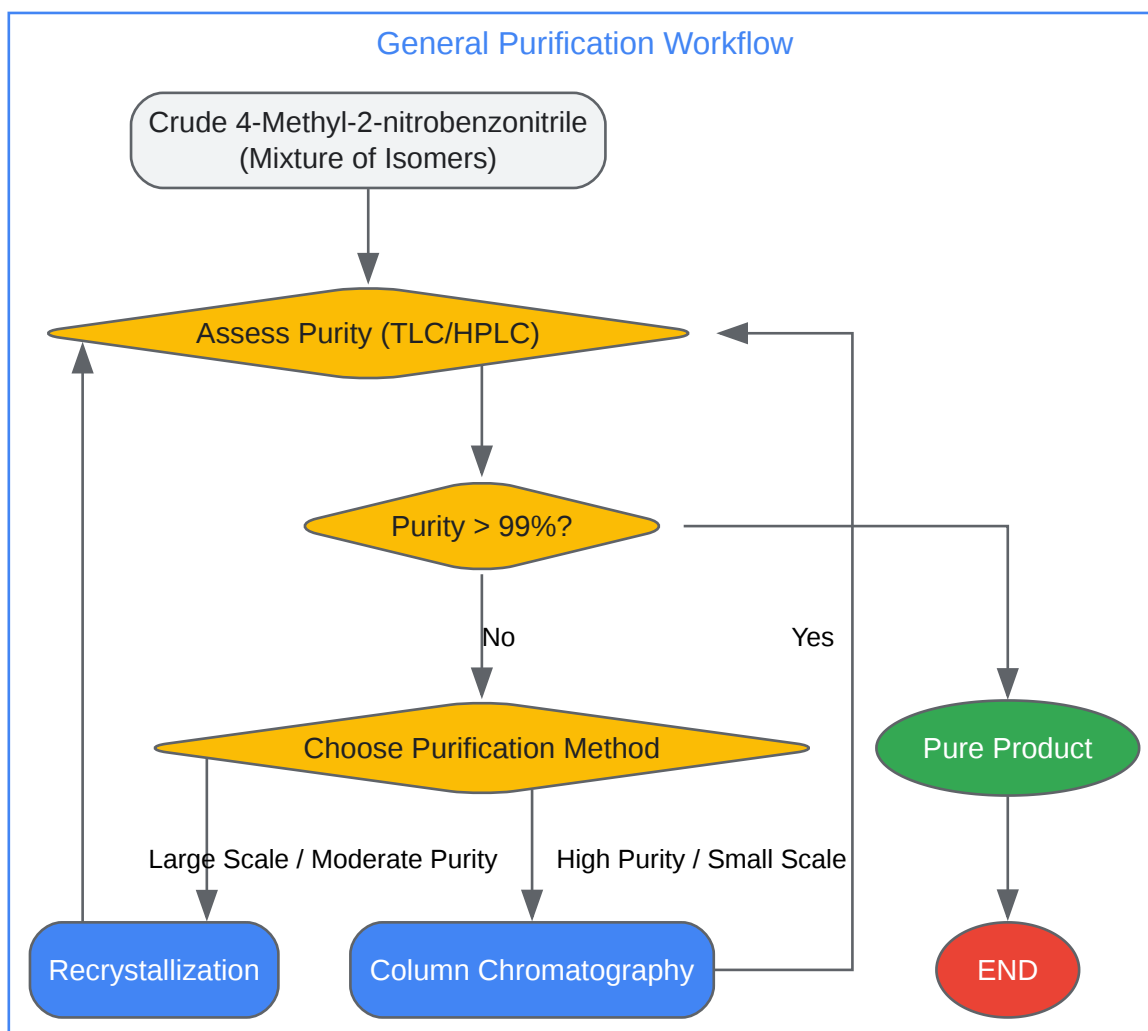 General Purification Workflow
Crude 4-Methyl-2-nitrobenzonitrile
(Mixture of Isomers)
Assess Purity (TLC/HPLC)
Purity > 99%?
No
Yes
Choose Purification Method
Pure Product
Large Scale / Moderate Purity
High Purity / Small Scale
Recrystallization
Column Chromatography
END